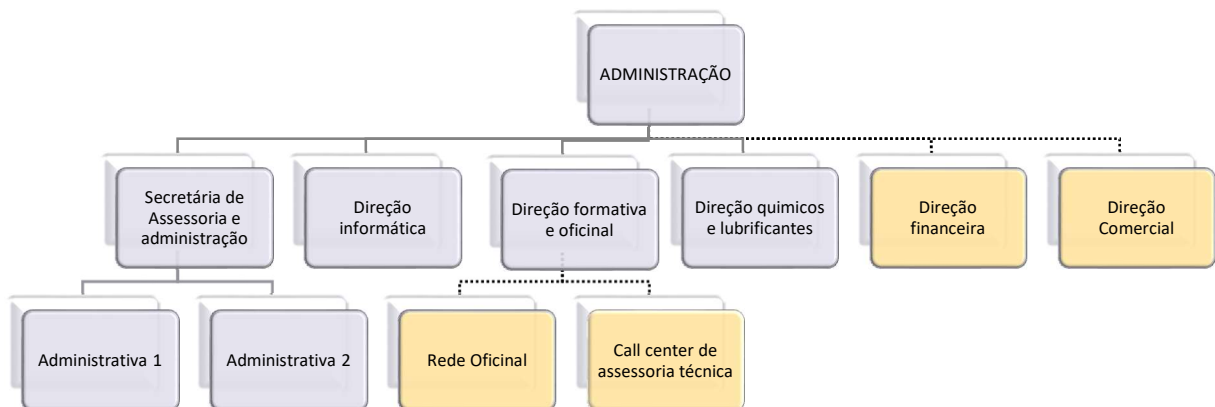 ADMINISTRAÇÃO
Secretária de
Assessoria e
administração
Direção
informática
Direção formativa
e oficinal
Direção quimicos
e lubrificantes
Direção
financeira
Direção
Comercial
Administrativa 1
Administrativa 2
Rede Oficinal
Call center de
assessoria técnica